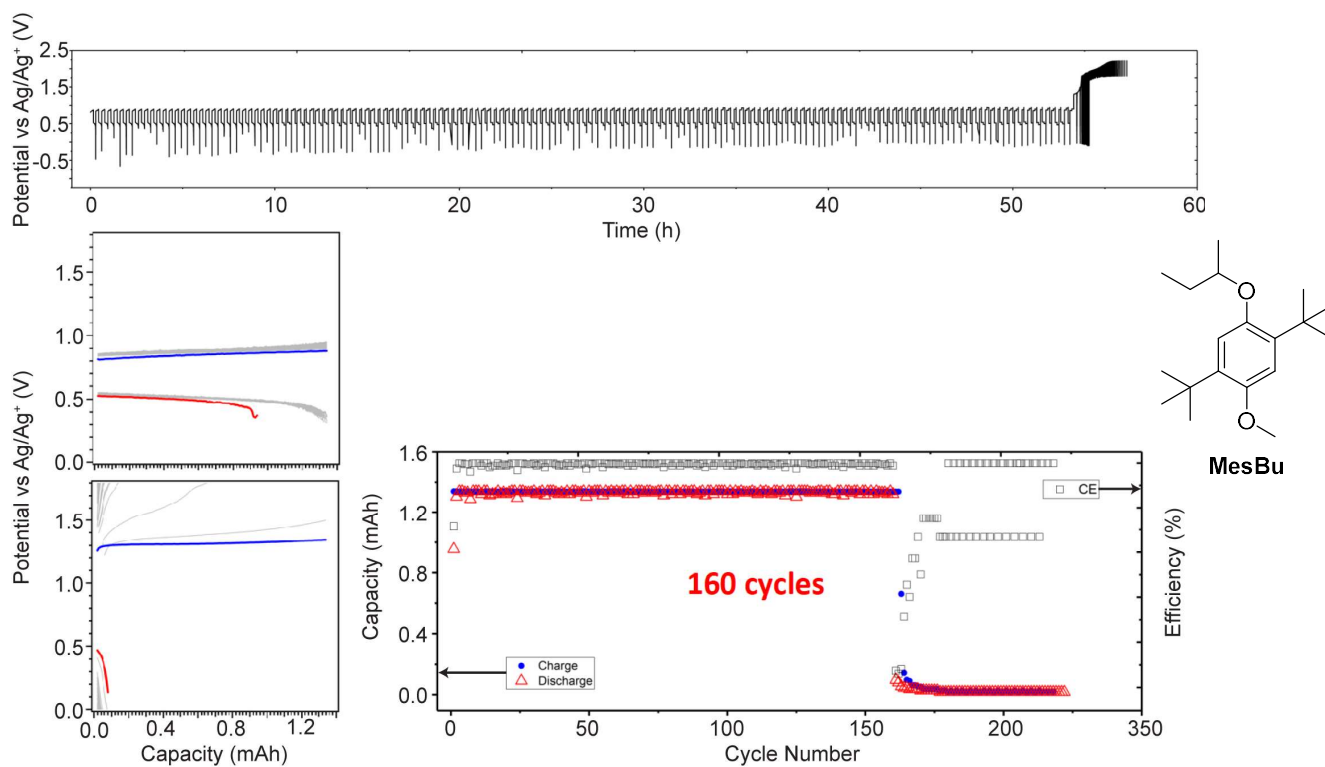 Potential vs Ag/Ag⁺ (V)
2.5
1.5
0.5
-0.5
0
10
20
30
40
50
60
Time (h)
Potential vs Ag/Ag⁺ (V)
1.5
1.0
0.5
0.0
1.5
1.0
0.5
0.0
0.0 0.4 0.8 1.2
Capacity (mAh)
Capacity (mAh)
1.6
1.2
0.8
0.4
0.0
160 cycles
CE
Charge
Discharge
0 50 100 150 200 350
Cycle Number
Efficiency (%)
O
O
MesBu